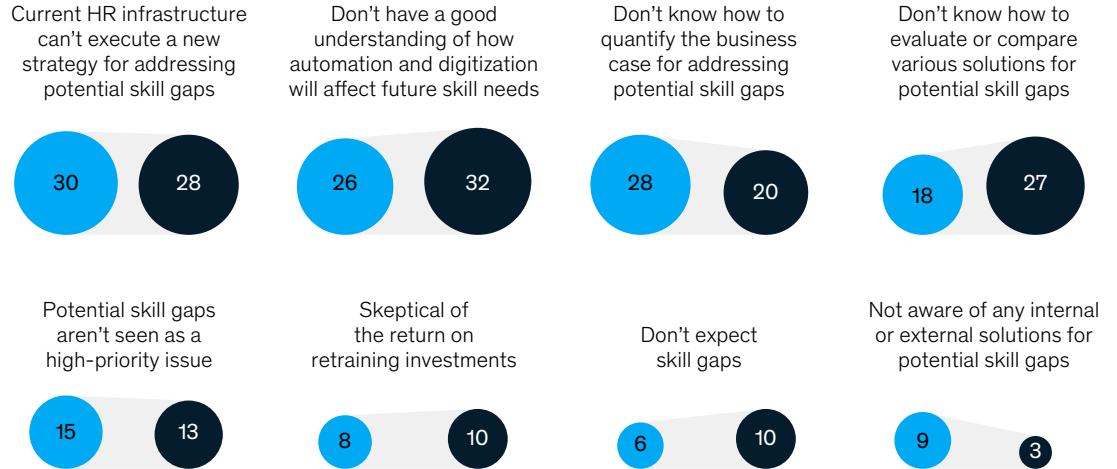 Current HR infrastructure
can't execute a new
strategy for addressing
potential skill gaps
30
28
Don't have a good
understanding of how
automation and digitization
will affect future skill needs
26
32
Don't know how to
quantify the business
case for addressing
potential skill gaps
28
20
Don't know how to
evaluate or compare
various solutions for
potential skill gaps
18
27
Potential skill gaps
aren't seen as a
high-priority issue
15
13
Skeptical of
the return on
retraining investments
8
10
Don't expect
skill gaps
6
10
Not aware of any internal
or external solutions for
potential skill gaps
9
3